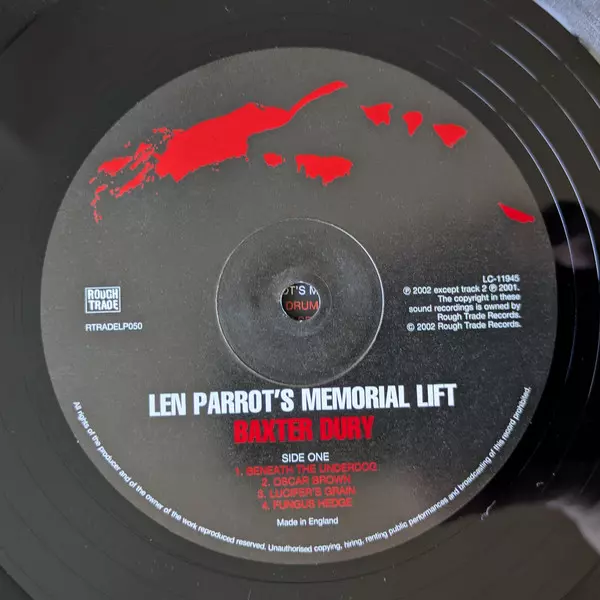 ROUGH
TRADE
RTRADELP050
LC-11945
℗ 2002 except track 2 ℗ 2001.
The copyright in these
sound recordings is owned by
Rough Trade Records.
© 2002 Rough Trade Records.
OT'S M
DRUM
LEN PARROT'S MEMORIAL LIFT
BAXTER DURY
SIDE ONE
1. BENEATH THE UNDERDOG
2. OSCAR BROWN
3. LUCIFER'S GRAIN
4. FUNGUS HEDGE
Made in England
All rights of the producer and of the owner of the work reproduced reserved. Unauthorised copying, hiring, renting public performances and broadcasting of this record prohibited.